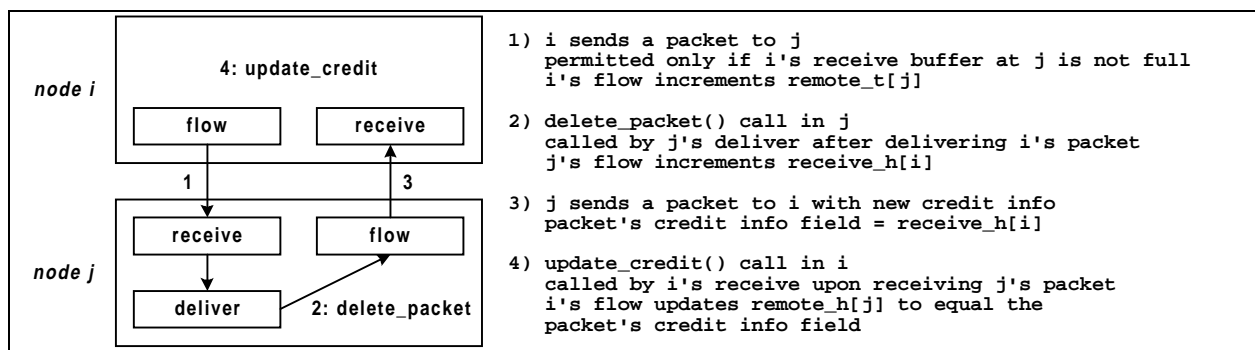 node i
4: update_credit
flow
receive
1
3
node j
receive
flow
deliver
2: delete_packet
1) i sends a packet to j
permitted only if i's receive buffer at j is not full
i's flow increments remote_t[j]
2) delete_packet() call in j
called by j's deliver after delivering i's packet
j's flow increments receive_h[i]
3) j sends a packet to i with new credit info
packet's credit info field = receive_h[i]
4) update_credit() call in i
called by i's receive upon receiving j's packet
i's flow updates remote_h[j] to equal the
packet's credit info field